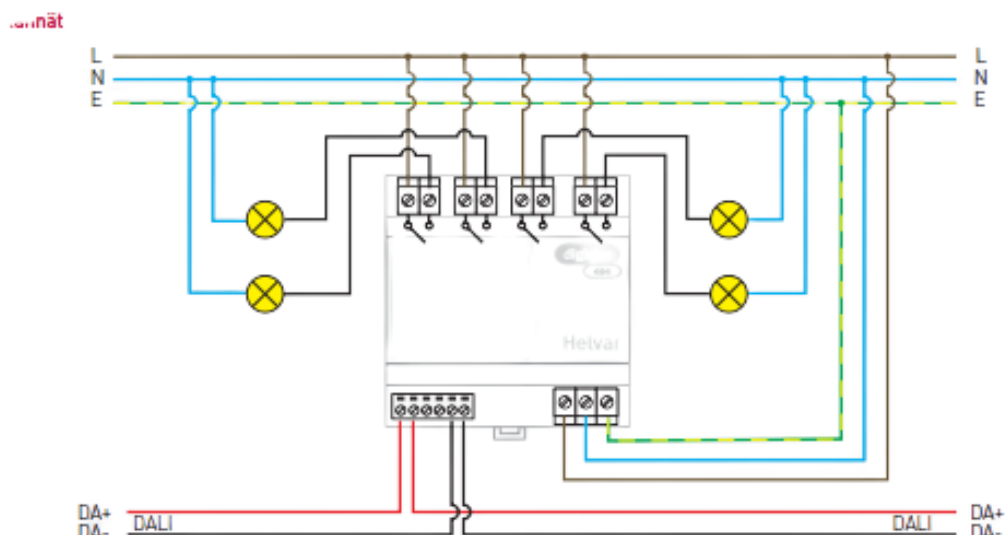 L L
N N
E E
Helvar
DA+ DA+
DALI DALI
DA- DA-